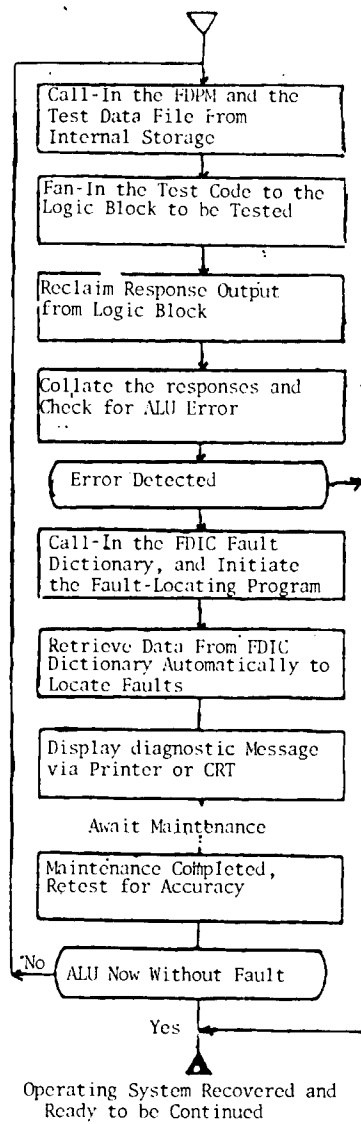 Call-In the FDPM and the
Test Data File From
Internal Storage
Fan-In the Test Code to the
Logic Block to be Tested
Reclaim Response Output
from Logic Block
Collate the responses and
Check for ALU Error
Error Detected
Call-In the FDIC Fault
Dictionary, and Initiate
the Fault-Locating Program
Retrieve Data From FDIC
Dictionary Automatically to
Locate Faults
Display diagnostic Message
via Printer or CRT
Await Maintenance
Maintenance Completed,
Retest for Accuracy
No
ALU Now Without Fault
Yes
Operating System Recovered and
Ready to be Continued